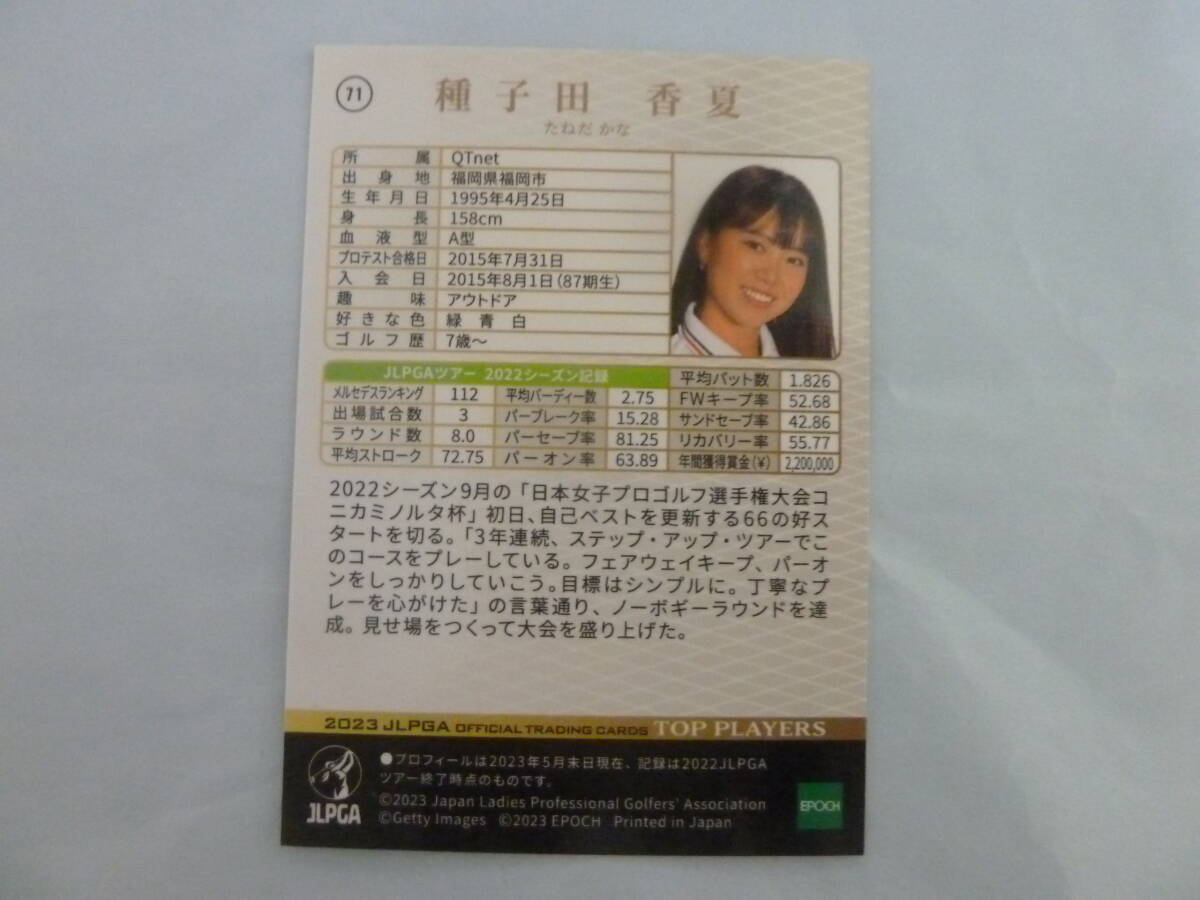 71
種子田 香夏
たねだ かな
所属 QTnet
出身地 福岡県福岡市
生年月日 1995年4月25日
身長 158cm
血液型 A型
プロテスト合格日 2015年7月31日
入会日 2015年8月1日(87期生)
趣味 アウトドア
好きな色 緑 青 白
ゴルフ歴 7歳〜
JLPGAツアー 2022シーズン記録 平均パット数 1.826
メルセデスランキング 112 平均バーディー数 2.75 FWキープ率 52.68
出場試合数 3 パーブレーク率 15.28 サンドセーブ率 42.86
ラウンド数 8.0 パーセーブ率 81.25 リカバリー率 55.77
平均ストローク 72.75 パーオン率 63.89 年間獲得賞金(¥) 2,200,000
2022シーズン9月の「日本女子プロゴルフ選手権大会コ
ニカミノルタ杯」初日、自己ベストを更新する66の好ス
タートを切る。「3年連続、ステップ・アップ・ツアーでこ
のコースをプレーしている。フェアウェイキープ、パーオ
ンをしっかりしていこう。目標はシンプルに。丁寧なプ
レーを心がけた」の言葉通り、ノーボギーラウンドを達
成。見せ場をつくって大会を盛り上げた。
2023 JLPGA OFFICIAL TRADING CARDS TOP PLAYERS
●プロフィールは2023年5月末日現在、記録は2022JLPGA
ツアー終了時点のものです。
©2023 Japan Ladies Professional Golfers' Association
©Getty Images ©2023 EPOCH Printed in Japan
JLPGA
EPOCH